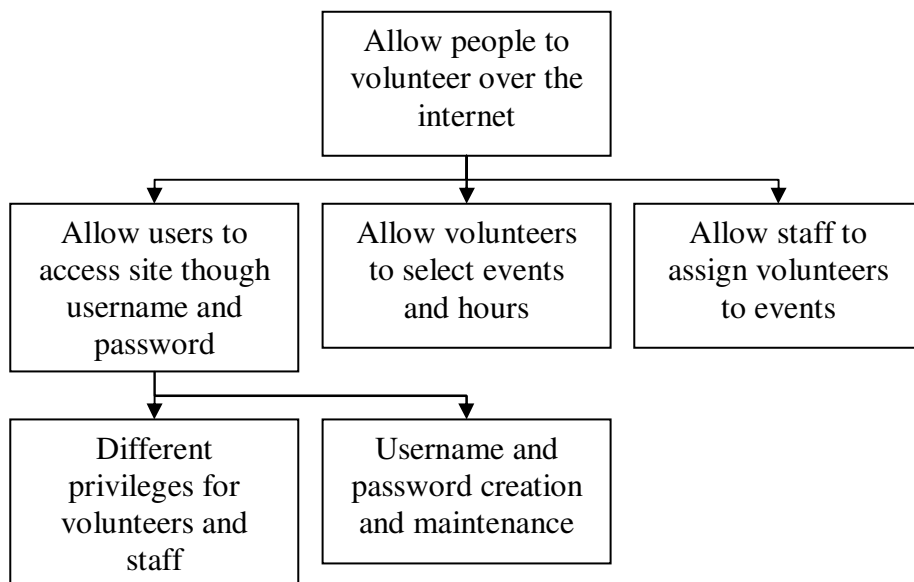 Allow people to
volunteer over the
internet
Allow users to
access site though
username and
password
Allow volunteers
to select events
and hours
Allow staff to
assign volunteers
to events
Different
privileges for
volunteers and
staff
Username and
password creation
and maintenance